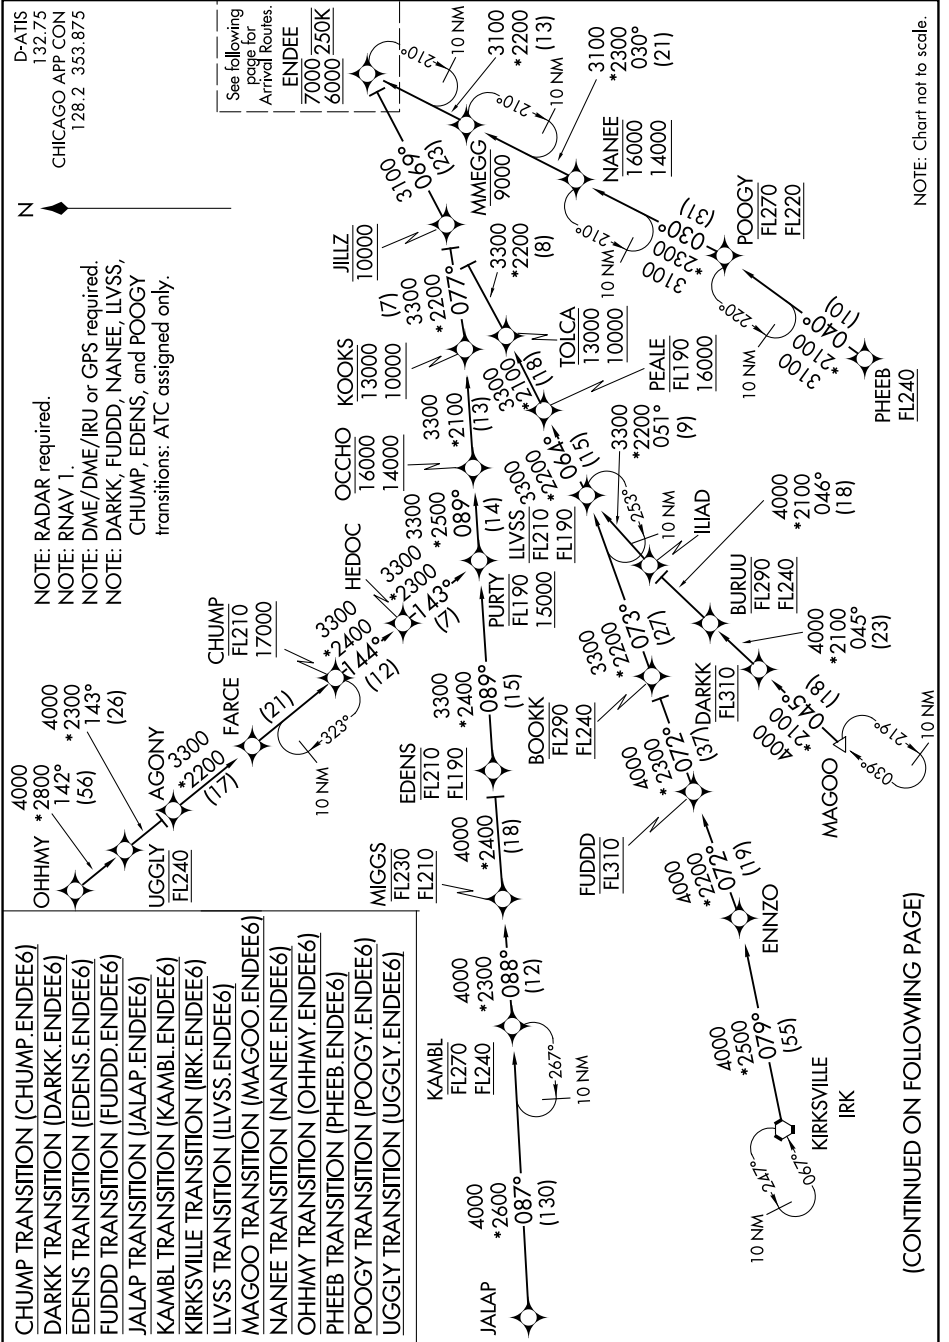 CHUMP TRANSITION (CHUMP.ENDEE6)
DARKK TRANSITION (DARKK.ENDEE6)
EDENS TRANSITION (EDENS.ENDEE6)
FUDDD TRANSITION (FUDDD.ENDEE6)
JALAP TRANSITION (JALAP.ENDEE6)
KAMBL TRANSITION (KAMBL.ENDEE6)
KIRKSVILLE TRANSITION (IRK.ENDEE6)
LLVSS TRANSITION (LLVSS.ENDEE6)
MAGOO TRANSITION (MAGOO.ENDEE6)
NANEE TRANSITION (NANEE.ENDEE6)
OHHMY TRANSITION (OHHMY.ENDEE6)
PHEEB TRANSITION (PHEEB.ENDEE6)
POOGY TRANSITION (POOGY.ENDEE6)
UGGLY TRANSITION (UGGLY.ENDEE6)
NOTE: RADAR required.
NOTE: RNAV 1.
NOTE: DME/DME/IRU or GPS required.
NOTE: DARKK, FUDDD, NANEE, LLVSS,
CHUMP, EDENS, and POOGY
transitions: ATC assigned only.
N
D-ATIS
132.75
CHICAGO APP CON
128.2 353.875
See following
page for
Arrival Routes.
ENDEE
7000 250K
6000
OHHMY
4000
*2800
142°
(56)
UGGLY
FL240
4000
*2300
143°
(26)
AGONY
3300
*2200
(17)
FARCE
(21)
CHUMP
FL210
17000
323°
10 NM
3300
*2400
144°
(12)
HEDOC
3300
*2300
143°
(7)
JALAP
4000
*2600
087°
(130)
KAMBL
FL270
FL240
267°
10 NM
4000
*2300
088°
(12)
MIGGS
FL230
FL210
4000
*2400
(18)
EDENS
FL210
FL190
3300
*2400
089°
(15)
PURTY
FL190
15000
3300
*2500
089°
(14)
OCCHO
16000
14000
3300
*2100
(13)
KOOKS
13000
10000
(7)
3300
*2200
077°
JILLZ
10000
3100
069°
(23)
KIRKSVILLE
IRK
247°
067°
10 NM
4000
*2500
079°
(55)
ENNZO
4000
*2200
072°
(19)
FUDDD
FL310
4000
*2300
072°
(37)
BOOKK
FL290
FL240
3300
*2200
073°
(27)
LLVSS
FL210
FL190
253°
10 NM
3300
*2200
064°
(15)
PEALE
FL190
16000
3300
*2100
(18)
TOLCA
13000
10000
3300
*2200
(8)
MAGOO
039°
219°
10 NM
4000
*2100
045°
(18)
DARKK
FL310
4000
*2100
045°
(23)
BURUU
FL290
FL240
4000
*2100
046°
(18)
ILIAD
3300
*2200
051°
(9)
PHEEB
FL240
3100
*2100
040°
(10)
POOGY
FL270
FL220
220°
10 NM
3100
*2300
030°
(31)
NANEE
16000
14000
210°
10 NM
3100
*2300
030°
(21)
MMEGG
9000
210°
10 NM
3100
*2200
(13)
210°
10 NM
NOTE: Chart not to scale.
(CONTINUED ON FOLLOWING PAGE)